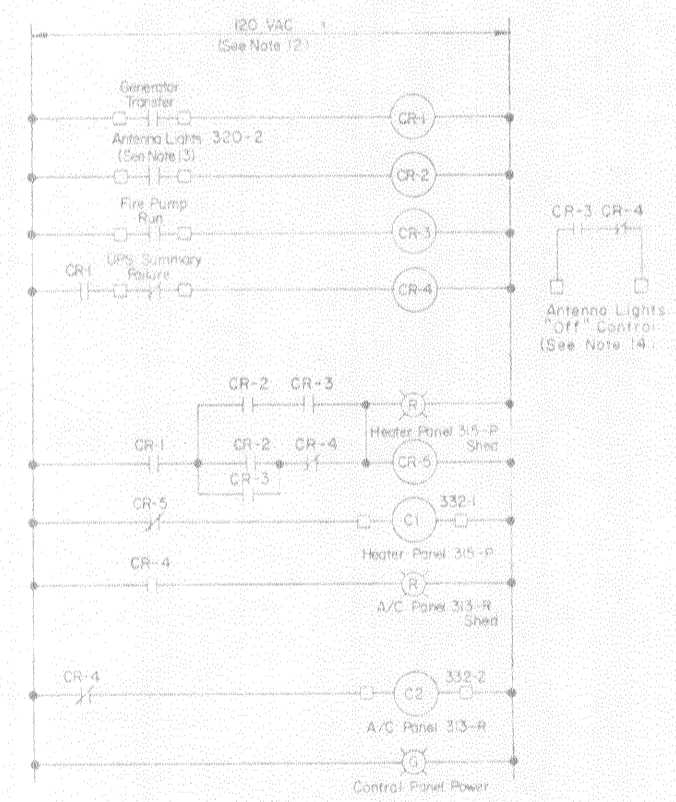 120 VAC
(See Note 12)
Generator
Transfer
CR-1
Antenna Lights 320-2
(See Note 13)
CR-2
Fire Pump
Run
CR-3
CR-1
UPS Summary
Failure
CR-4
CR-3 CR-4
Antenna Lights
"Off" Control
(See Note 14)
CR-2 CR-3
R
Heater Panel 315-P
Shed
CR-1
CR-2 CR-4
CR-5
CR-3
CR-5
C1
332-1
Heater Panel 315-P
CR-4
R
A/C Panel 313-R
Shed
CR-4
C2
332-2
A/C Panel 313-R
G
Control Panel Power